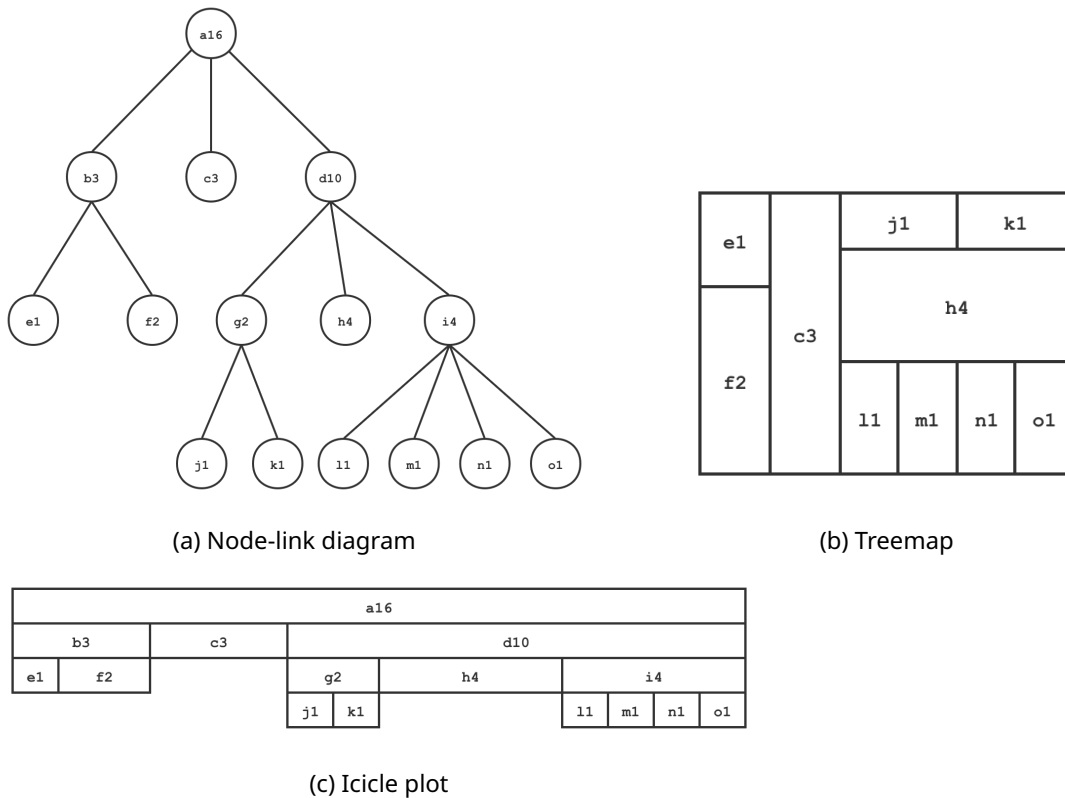 a16
b3 c3 d10
e1 f2 g2 h4 i4
j1 k1 l1 m1 n1 o1
(a) Node-link diagram
e1 j1 k1
c3 h4
f2
l1 m1 n1 o1
(b) Treemap
a16
b3 c3 d10
e1 f2 g2 h4 i4
j1 k1 l1 m1 n1 o1
(c) Icicle plot